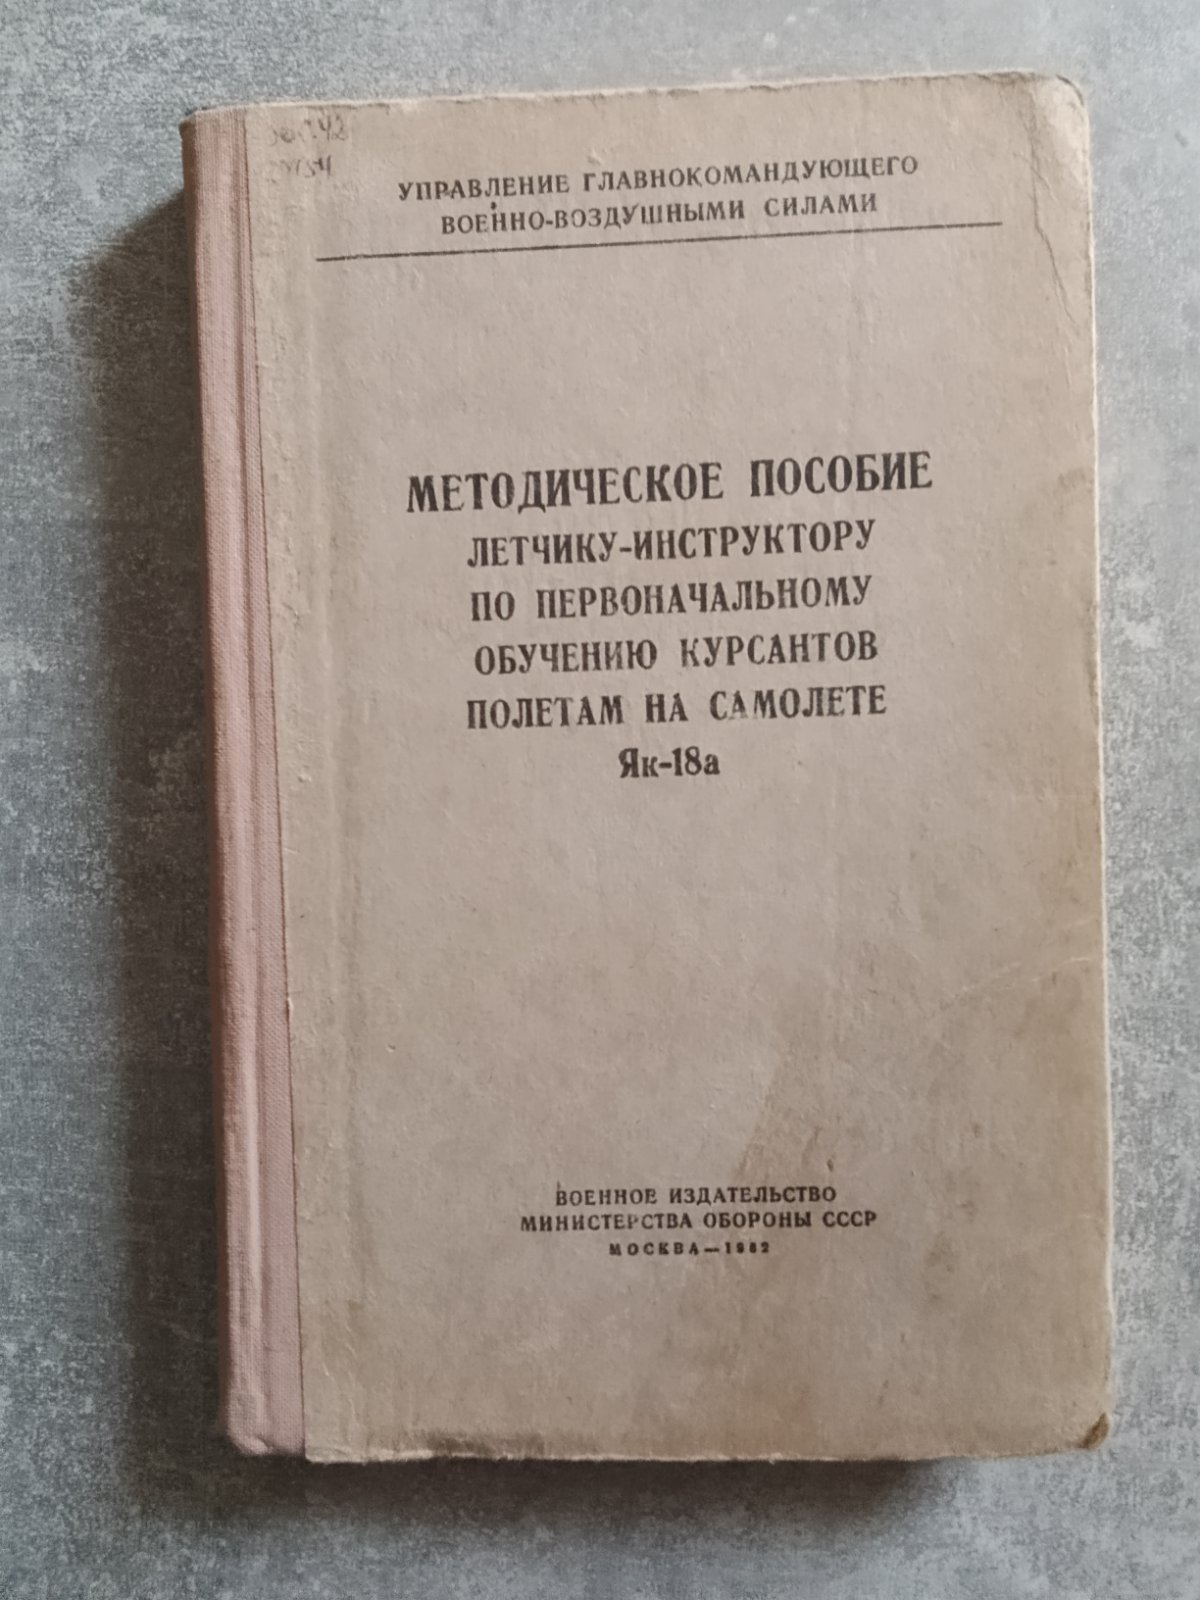 УПРАВЛЕНИЕ ГЛАВНОКОМАНДУЮЩЕГО
ВОЕННО-ВОЗДУШНЫМИ СИЛАМИ
МЕТОДИЧЕСКОЕ ПОСОБИЕ
ЛЕТЧИКУ-ИНСТРУКТОРУ
ПО ПЕРВОНАЧАЛЬНОМУ
ОБУЧЕНИЮ КУРСАНТОВ
ПОЛЕТАМ НА САМОЛЕТЕ
Як-18а
ВОЕННОЕ ИЗДАТЕЛЬСТВО
МИНИСТЕРСТВА ОБОРОНЫ СССР
МОСКВА—1962